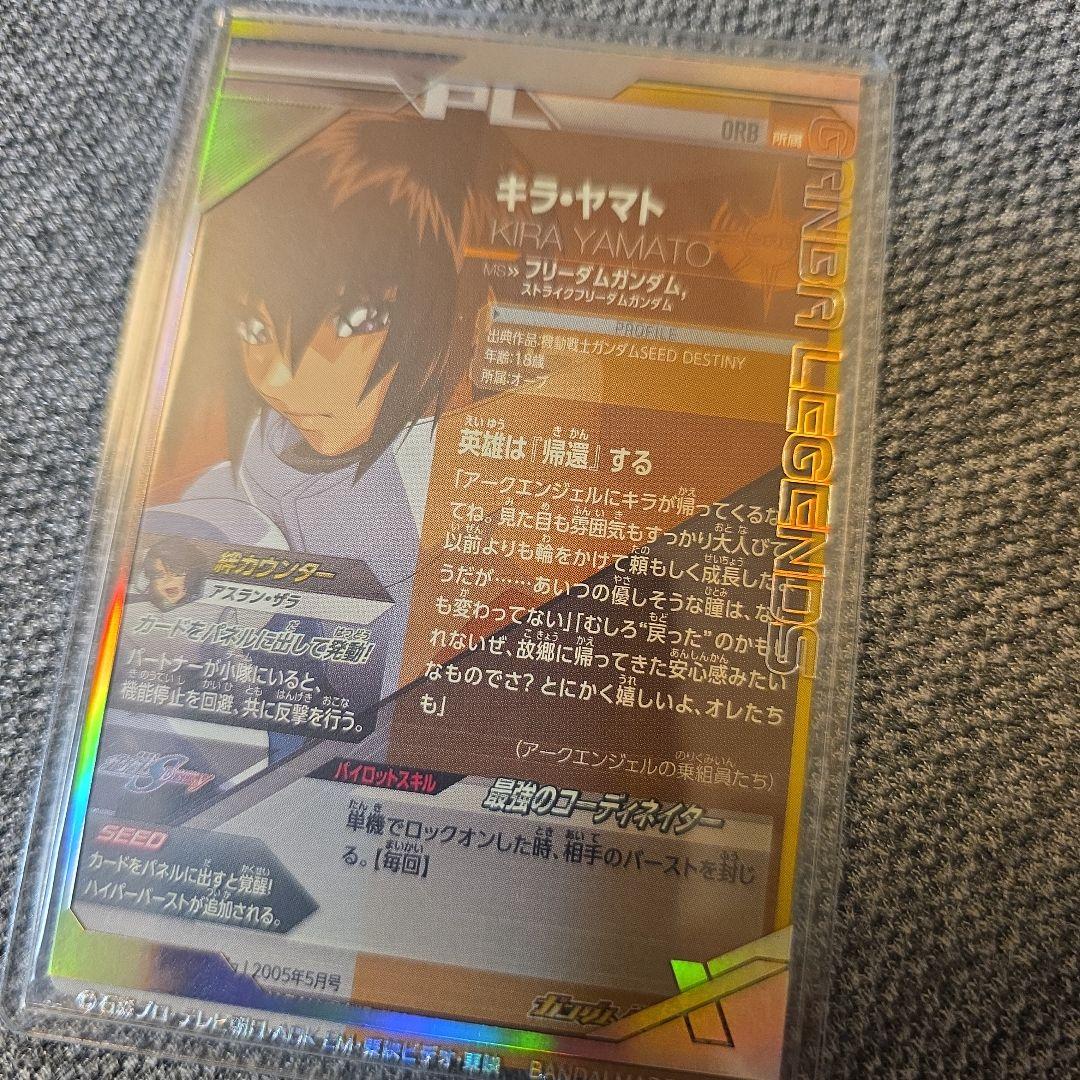 PL
ORB 所属
GANBA LEGENDS
キラ・ヤマト
KIRA YAMATO
MS» フリーダムガンダム,
ストライクフリーダムガンダム
PROFILE
出典作品:機動戦士ガンダムSEED DESTINY
年齢:18歳
所属:オーブ
英雄は『帰還』する
「アークエンジェルにキラが帰ってくるな
てね。見た目も雰囲気もすっかり大人びて
以前よりも輪をかけて頼もしく成長した
うだが……あいつの優しそうな瞳は、な
も変わってない」「むしろ“戻った”のかも
れないぜ、故郷に帰ってきた安心感みたい
なものでさ?とにかく嬉しいよ、オレたち
も」
(アークエンジェルの乗組員たち)
絆カウンター
アスラン・ザラ
カードをパネルに出して発動!
パートナーが小隊にいると、
機能停止を回避、共に反撃を行う。
パイロットスキル
最強のコーディネイター
単機でロックオンした時、相手のバーストを封じ
る。【毎回】
SEED
カードをパネルに出すと覚醒!
ハイパーバーストが追加される。
2005年5月号